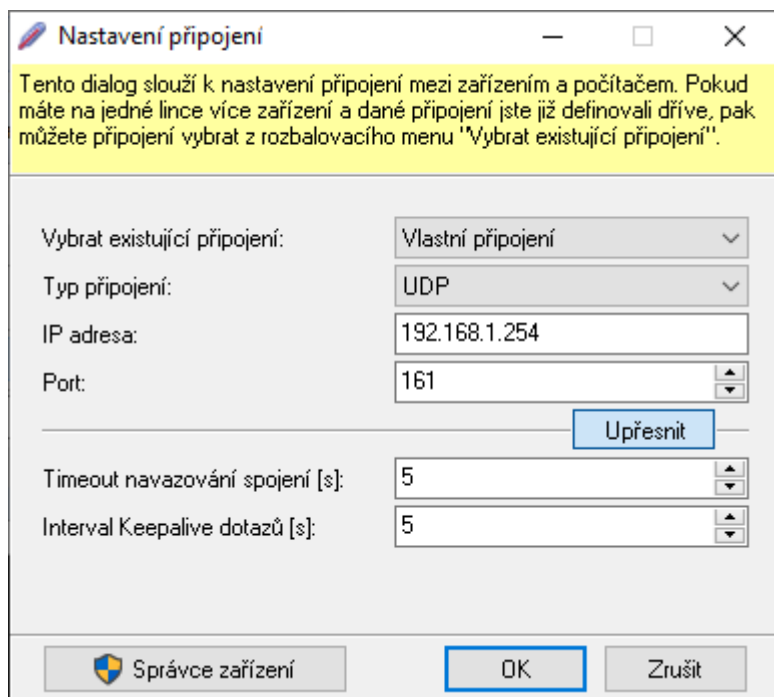 Nastavení připojení
Tento dialog slouží k nastavení připojení mezi zařízením a počítačem. Pokud
máte na jedné lince více zařízení a dané připojení jste již definovali dříve, pak
můžete připojení vybrat z rozbalovacího menu "Vybrat existující připojení".
Vybrat existující připojení: Vlastní připojení
Typ připojení: UDP
IP adresa: 192.168.1.254
Port: 161
Upřesnit
Timeout navazování spojení [s]: 5
Interval Keepalive dotazů [s]: 5
Správce zařízení OK Zrušit